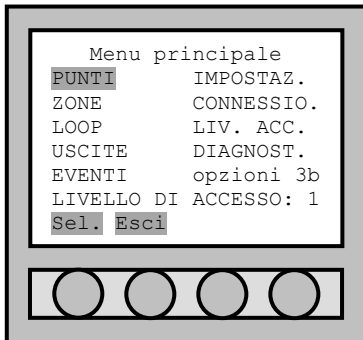 Menu principale
PUNTI IMPOSTAZ.
ZONE CONNESSIO.
LOOP LIV. ACC.
USCITE DIAGNOST.
EVENTI opzioni 3b
LIVELLO DI ACCESSO: 1
Sel. Esci